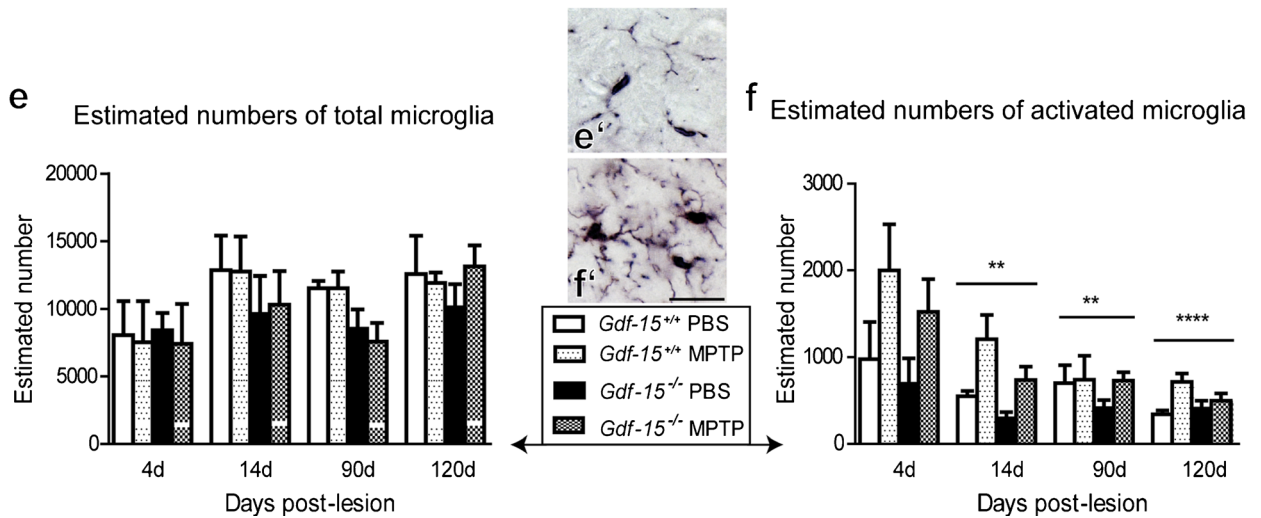 e
Estimated numbers of total microglia
Estimated number
20000
15000
10000
5000
0
4d
14d
90d
120d
Days post-lesion
e‘
f‘
Gdf-15+/+ PBS
Gdf-15+/+ MPTP
Gdf-15-/- PBS
Gdf-15-/- MPTP
f
Estimated numbers of activated microglia
Estimated number
3000
2000
1000
0
**
**
****
4d
14d
90d
120d
Days post-lesion